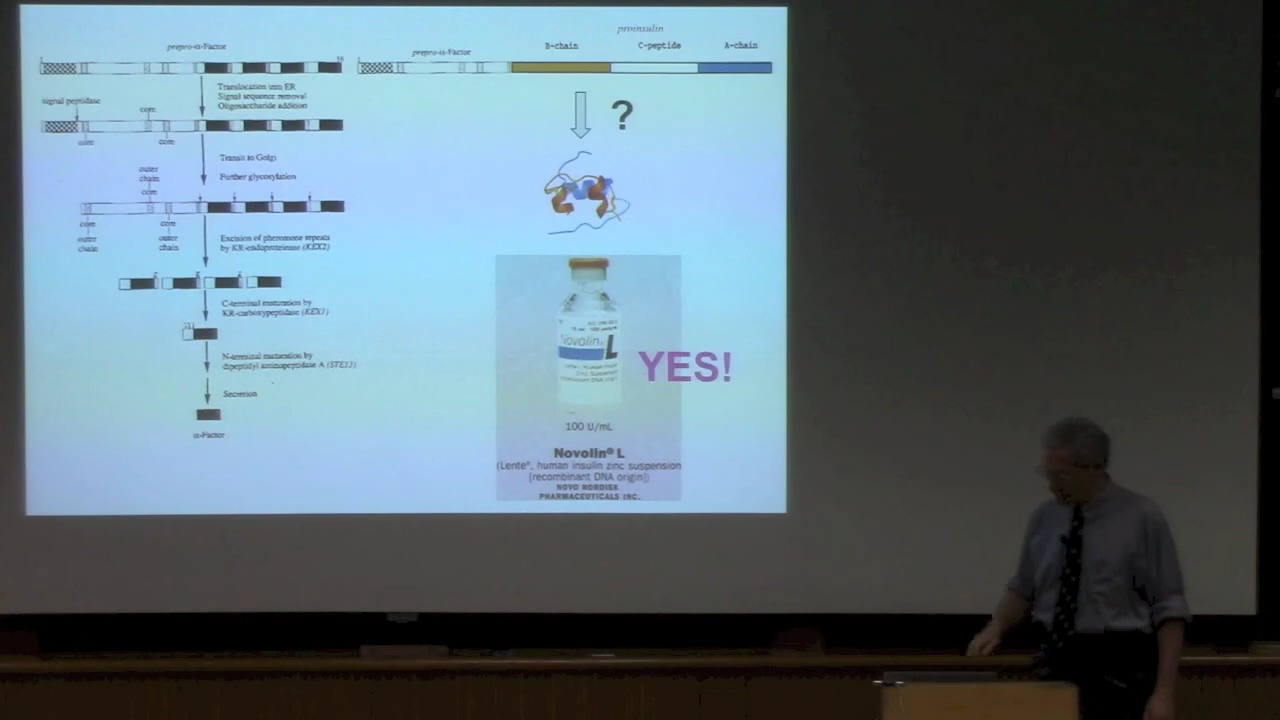 prepro-α-Factor
Translocation into ER
Signal sequence removal
Oligosaccharide addition
signal peptidase
core
core
core
Transit to Golgi
Further glycosylation
outer
chain
core
core
core
outer
chain
outer
chain
Excision of pheromone repeats
by KR-endoproteinase (KEX2)
C-terminal maturation by
KR-carboxypeptidase (KEX1)
N-terminal maturation by
dipeptidyl aminopeptidase A (STE13)
Secretion
α-Factor
prepro-α-Factor
proinsulin
B-chain
C-peptide
A-chain
?
Novolin L
YES!
100 U/mL
Novolin® L
(Lente®, human insulin zinc suspension
[recombinant DNA origin])
NOVO NORDISK
PHARMACEUTICALS INC.